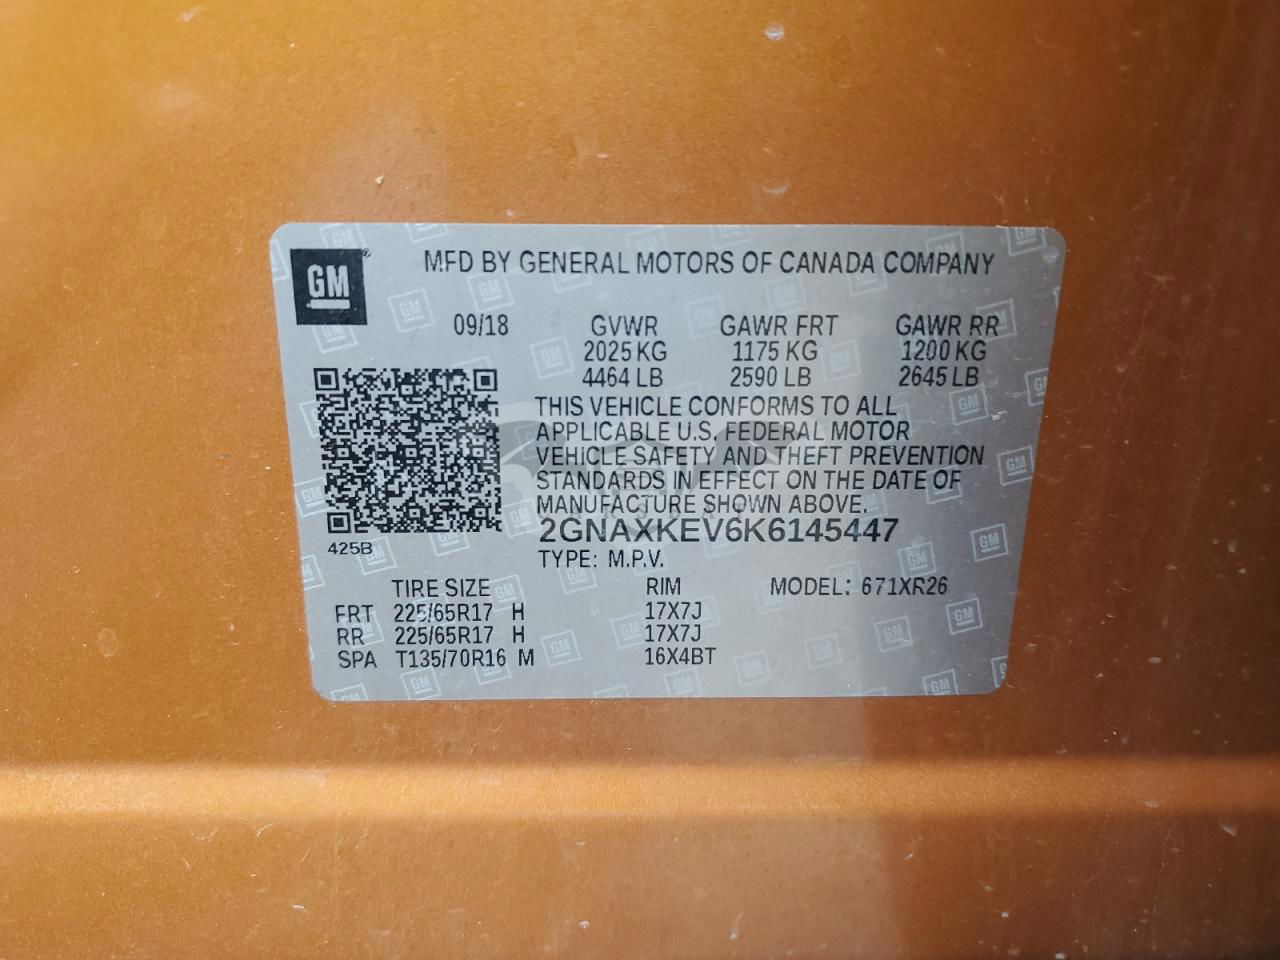 GM
MFD BY GENERAL MOTORS OF CANADA COMPANY
09/18 GVWR GAWR FRT GAWR RR
2025 KG 1175 KG 1200 KG
4464 LB 2590 LB 2645 LB
THIS VEHICLE CONFORMS TO ALL
APPLICABLE U.S. FEDERAL MOTOR
VEHICLE SAFETY AND THEFT PREVENTION
STANDARDS IN EFFECT ON THE DATE OF
MANUFACTURE SHOWN ABOVE.
2GNAXKEV6K6145447
425B
TYPE: M.P.V.
TIRE SIZE RIM MODEL: 671XR26
FRT 225/65R17 H 17X7J
RR 225/65R17 H 17X7J
SPA T135/70R16 M 16X4BT